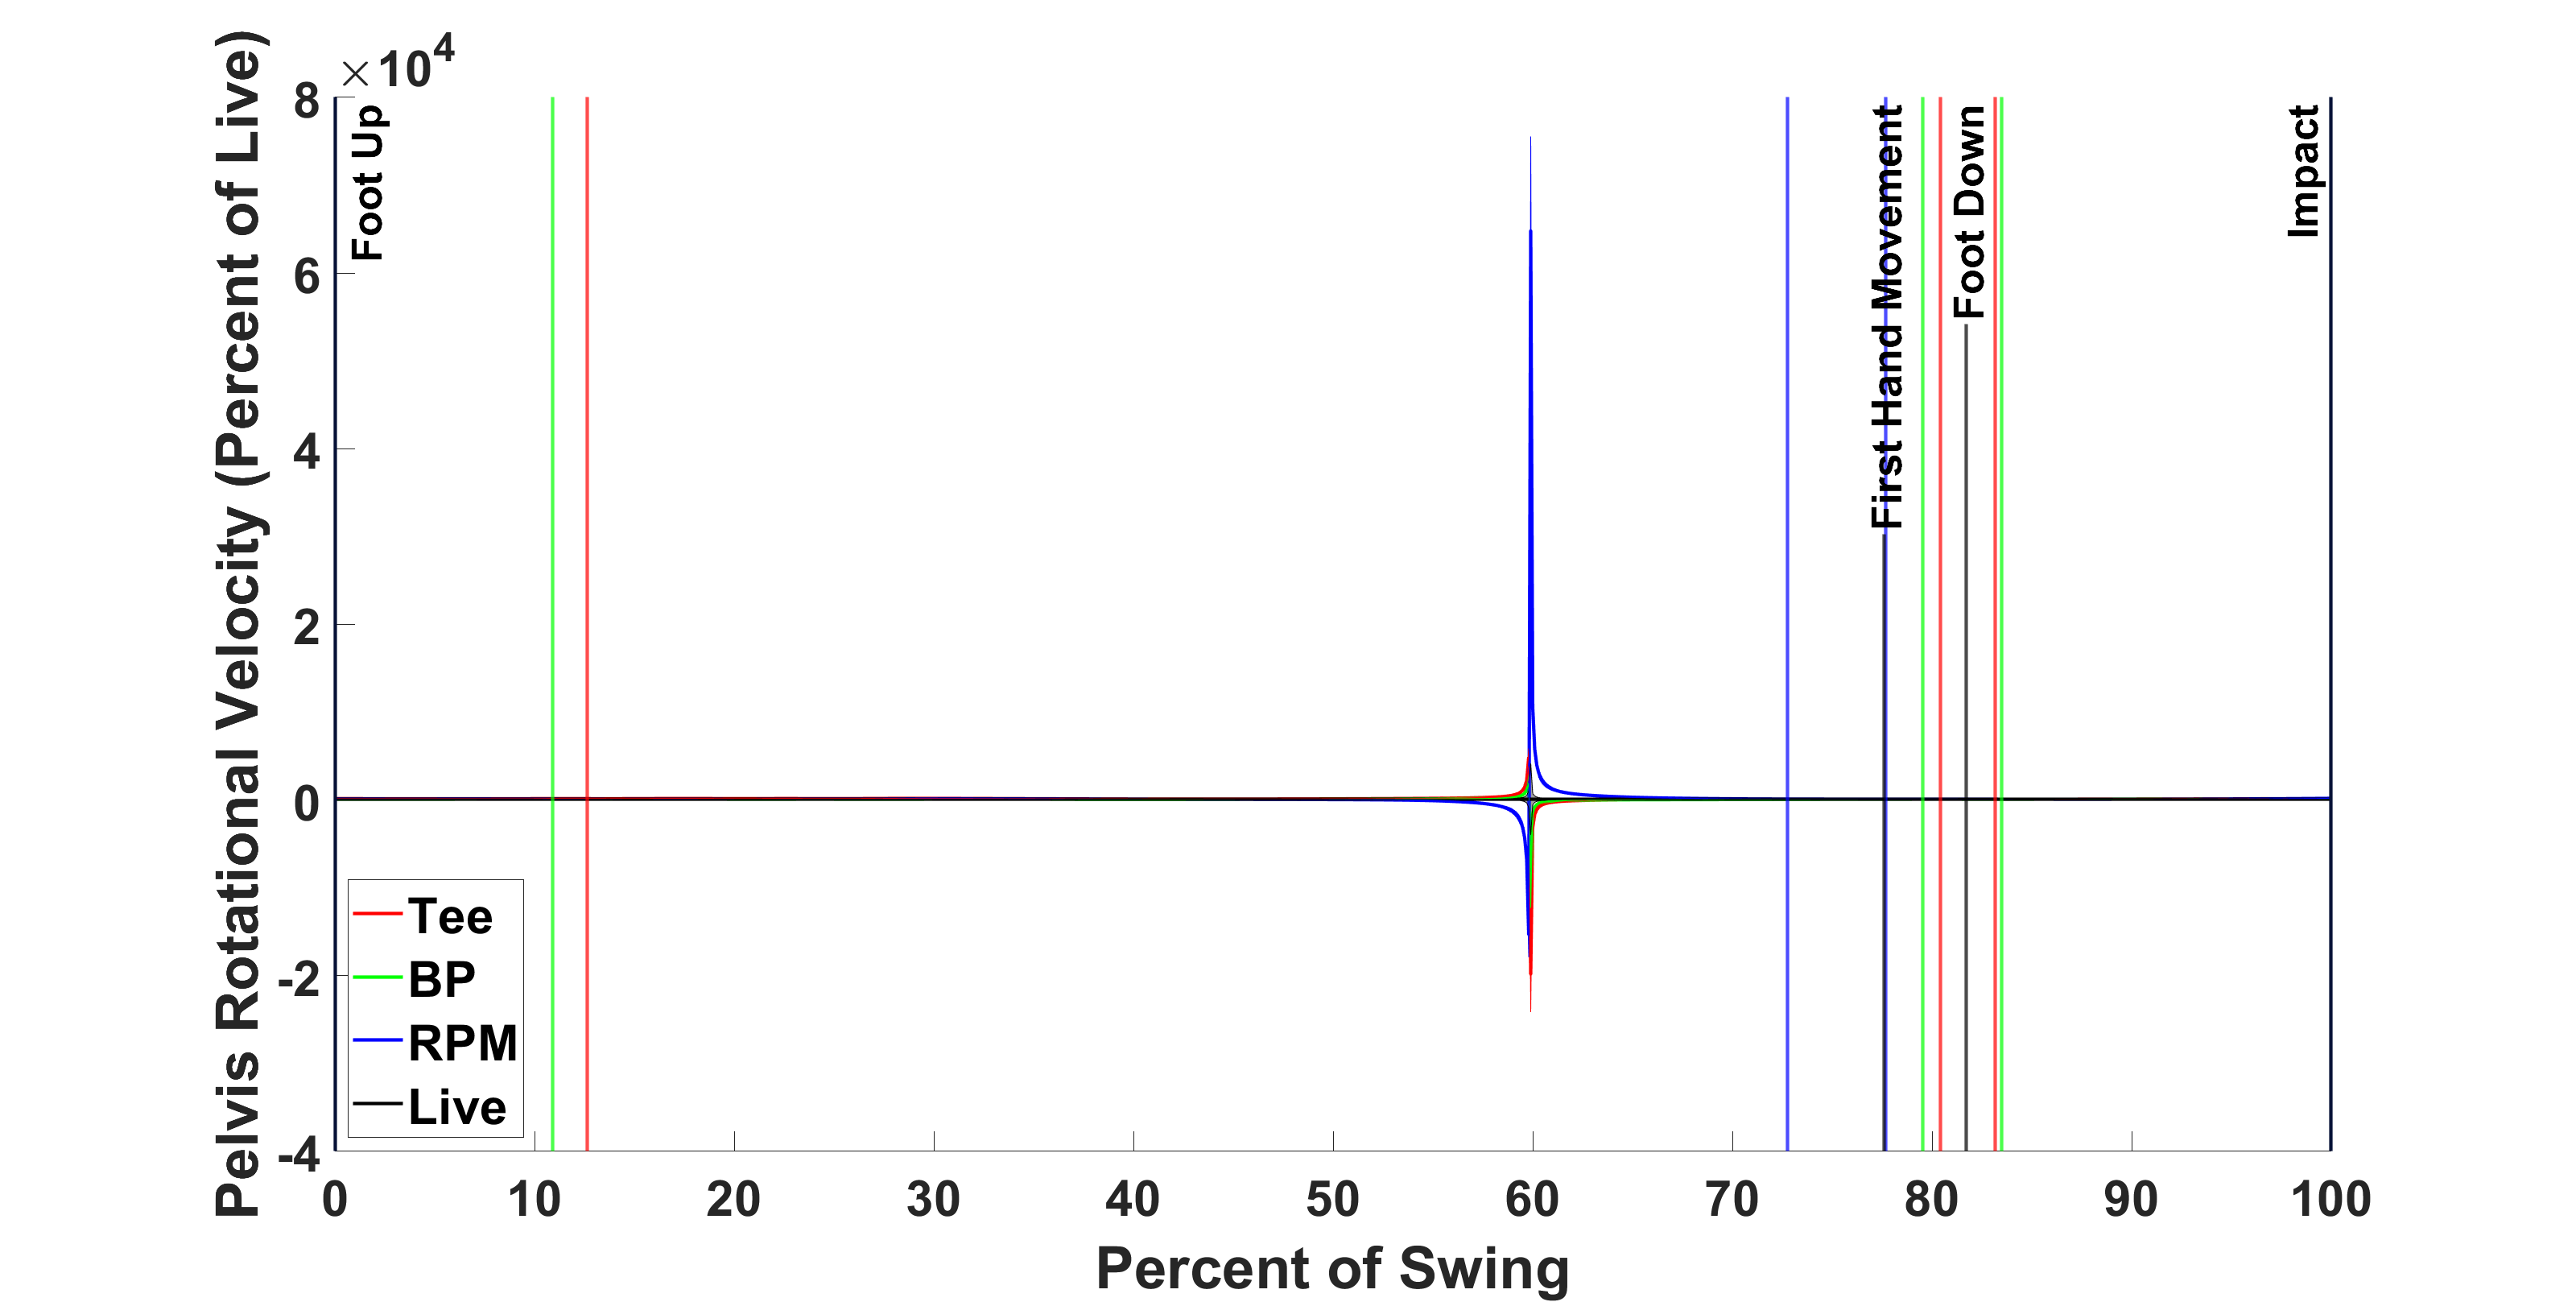 ×10^4
Pelvis Rotational Velocity (Percent of Live)
8
6
4
2
0
-2
-4
Foot Up
First Hand Movement
Foot Down
Impact
Tee
BP
RPM
Live
0 10 20 30 40 50 60 70 80 90 100
Percent of Swing